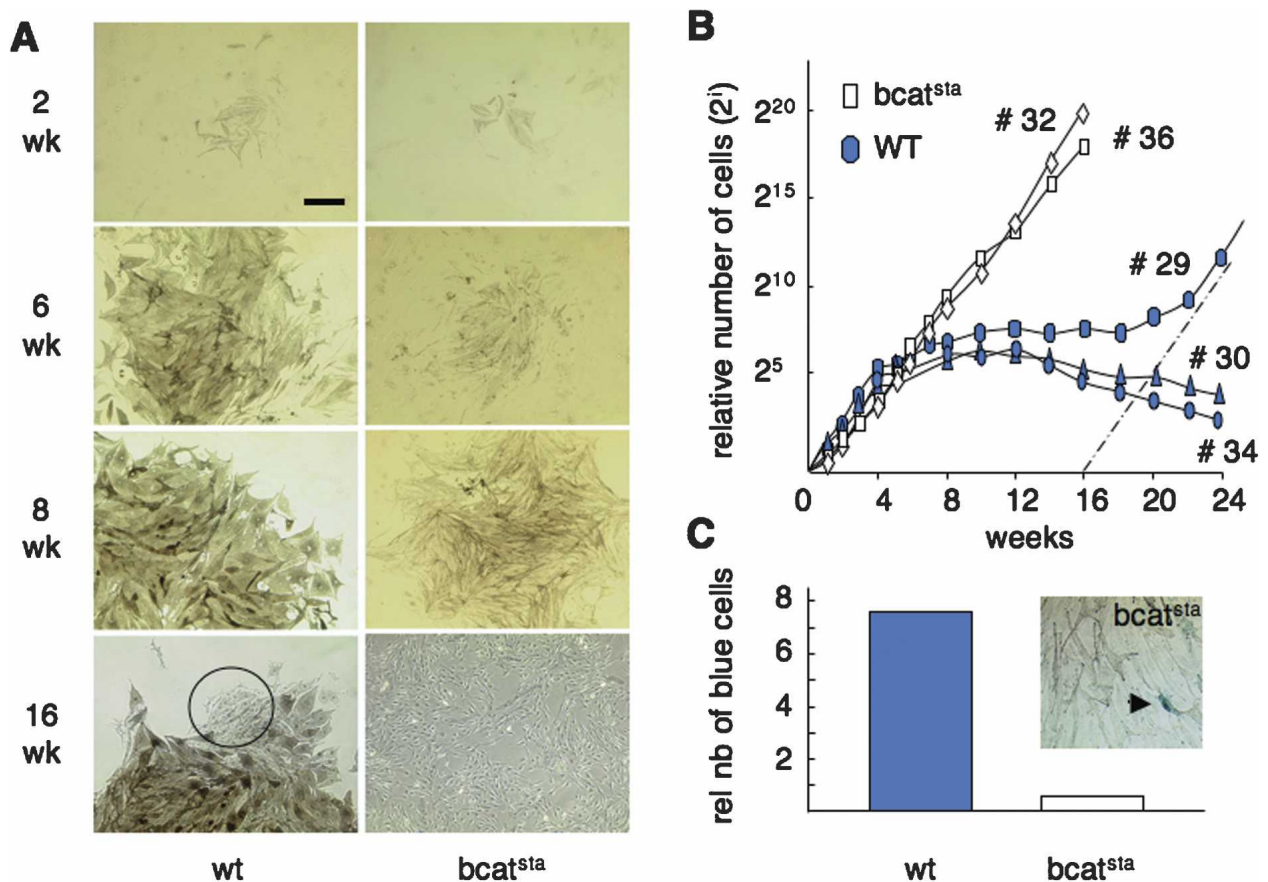 A
2
wk
6
wk
8
wk
16
wk
wt
bcatˢᵗᵃ
B
relative number of cells (2ⁱ)
2²⁰
2¹⁵
2¹⁰
2⁵
bcatˢᵗᵃ
WT
# 32
# 36
# 29
# 30
# 34
0
4
8
12
16
20
24
weeks
C
rel nb of blue cells
8
6
4
2
bcatˢᵗᵃ
wt
bcatˢᵗᵃ